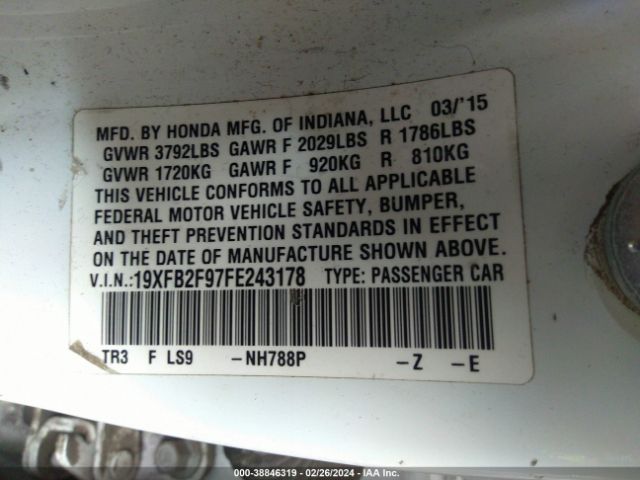 MFD. BY HONDA MFG. OF INDIANA, LLC 03/'15
GVWR 3792LBS GAWR F 2029LBS R 1786LBS
GVWR 1720KG GAWR F 920KG R 810KG
THIS VEHICLE CONFORMS TO ALL APPLICABLE
FEDERAL MOTOR VEHICLE SAFETY, BUMPER,
AND THEFT PREVENTION STANDARDS IN EFFECT
ON THE DATE OF MANUFACTURE SHOWN ABOVE.
V.I.N.:19XFB2F97FE243178 TYPE: PASSENGER CAR
TR3 F LS9 –NH788P –Z –E
000-38846319 - 02/26/2024 - IAA Inc.